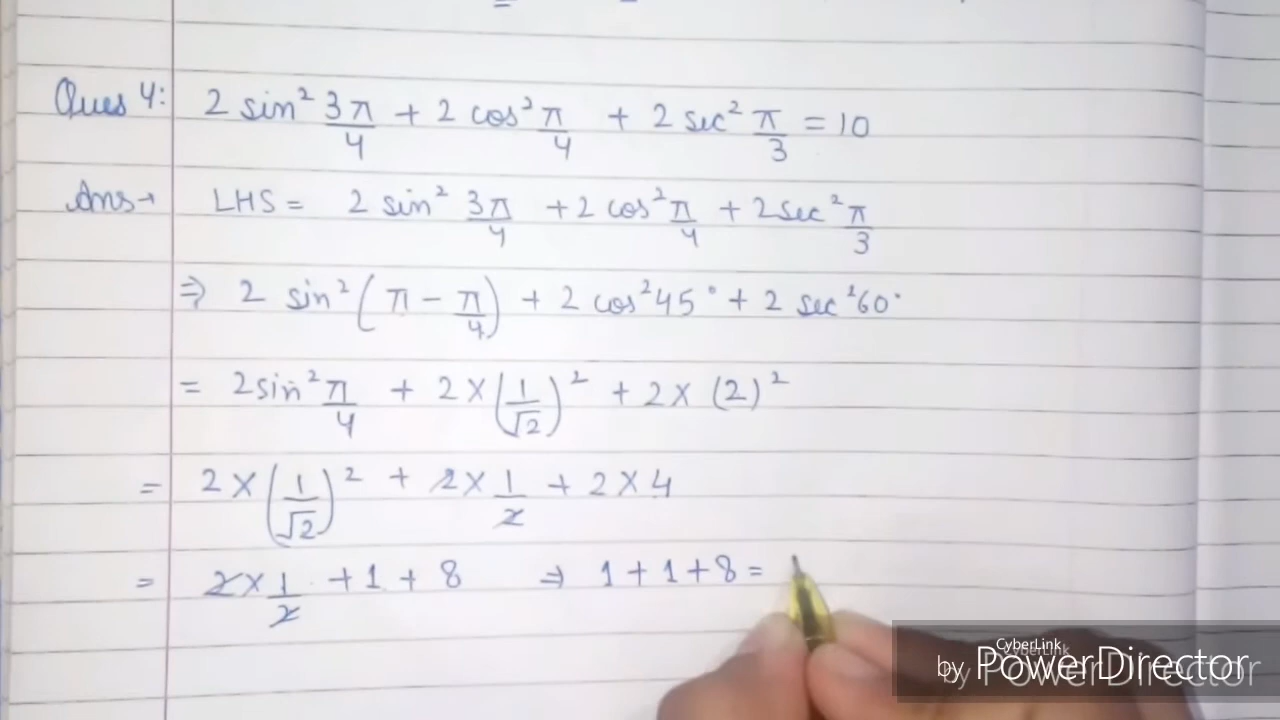 Ques 4: 2 sin² 3π/4 + 2 cos² π/4 + 2 sec² π/3 = 10
Ans → LHS = 2 sin² 3π/4 + 2 cos² π/4 + 2 sec² π/3
⇒ 2 sin² (π - π/4) + 2 cos² 45° + 2 sec² 60°
= 2 sin² π/4 + 2 × (1/√2)² + 2 × (2)²
= 2 × (1/√2)² + 2 × 1/2 + 2 × 4
= 2 × 1/2 + 1 + 8 ⇒ 1 + 1 + 8 =
CyberLink
by PowerDirector